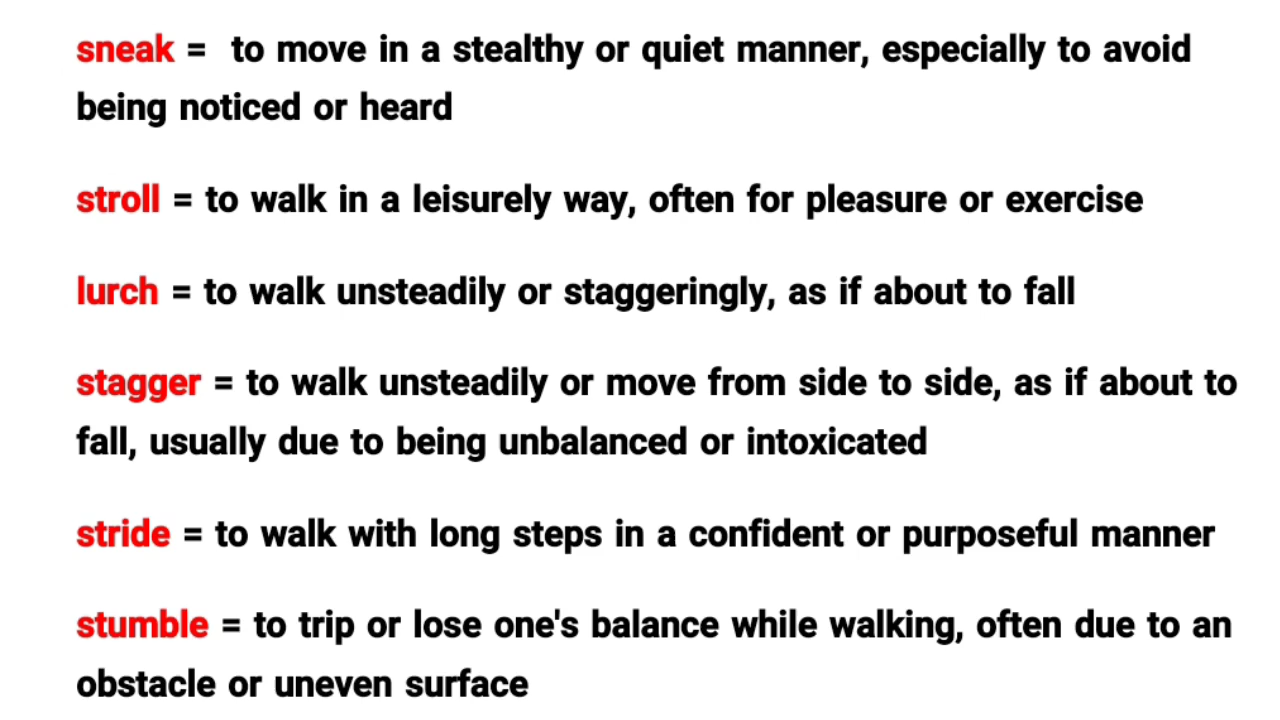 sneak =  to move in a stealthy or quiet manner, especially to avoid
being noticed or heard
stroll = to walk in a leisurely way, often for pleasure or exercise
lurch = to walk unsteadily or staggeringly, as if about to fall
stagger = to walk unsteadily or move from side to side, as if about to
fall, usually due to being unbalanced or intoxicated
stride = to walk with long steps in a confident or purposeful manner
stumble = to trip or lose one's balance while walking, often due to an
obstacle or uneven surface